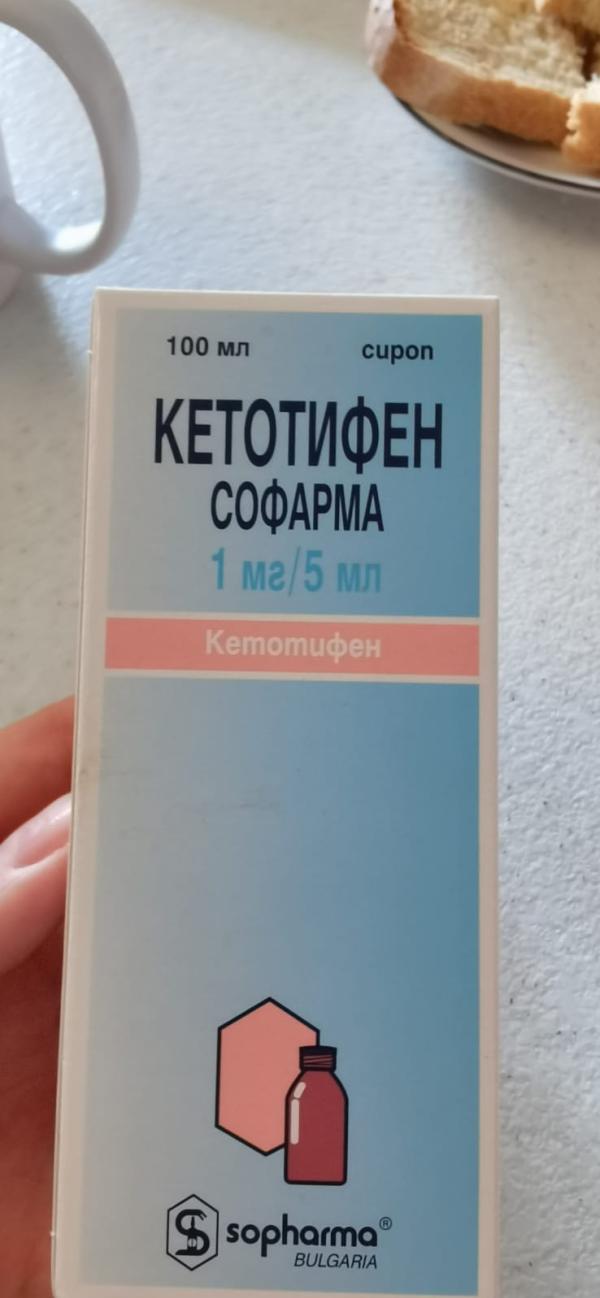 100 мл сироп
КЕТОТИФЕН
СОФАРМА
1 мг/5 мл
Кетотифен
sopharma®
BULGARIA